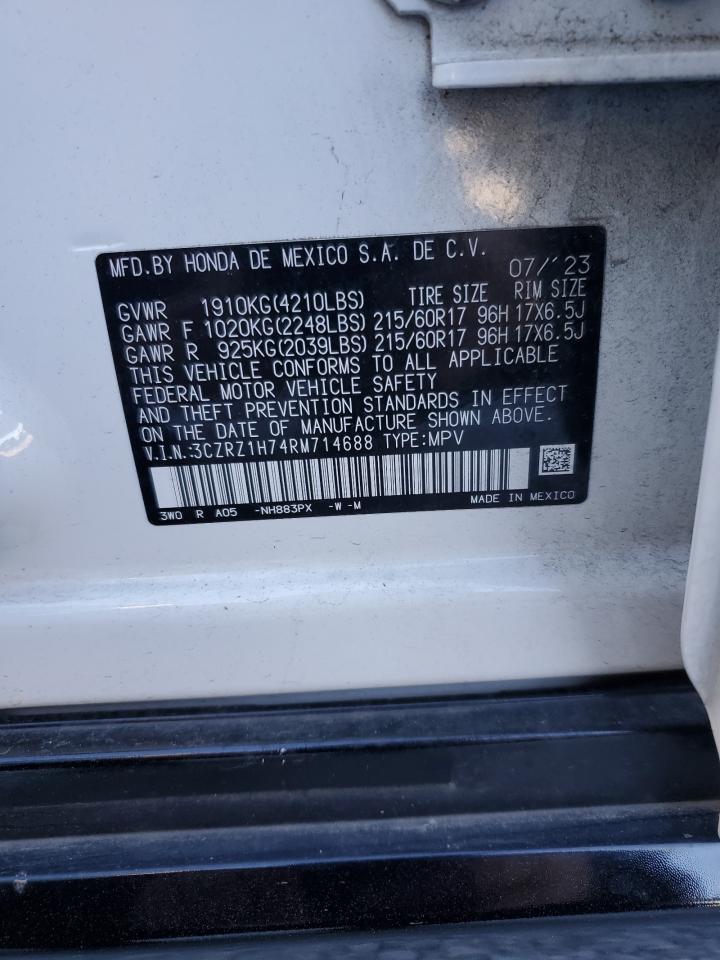 MFD.BY HONDA DE MEXICO S.A. DE C.V. 07/'23
GVWR 1910KG(4210LBS) TIRE SIZE RIM SIZE
GAWR F 1020KG(2248LBS) 215/60R17 96H 17X6.5J
GAWR R 925KG(2039LBS) 215/60R17 96H 17X6.5J
THIS VEHICLE CONFORMS TO ALL APPLICABLE
FEDERAL MOTOR VEHICLE SAFETY
AND THEFT PREVENTION STANDARDS IN EFFECT
ON THE DATE OF MANUFACTURE SHOWN ABOVE.
V.I.N.:3CZRZ1H74RM714688 TYPE:MPV
3W0 R A05 -NH883PX -W -M MADE IN MEXICO